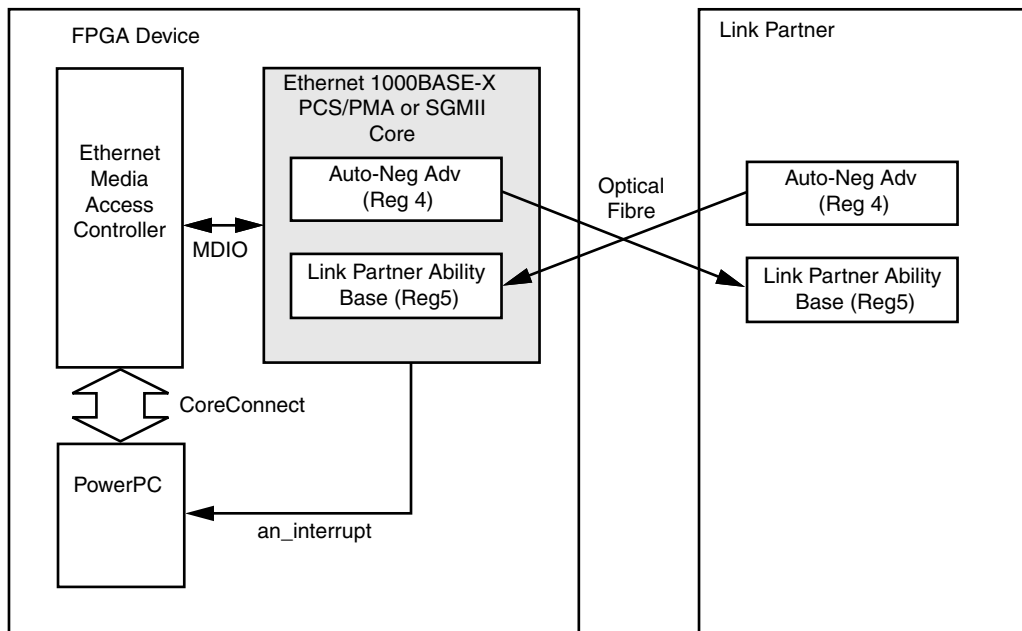 FPGA Device
Ethernet
Media
Access
Controller
MDIO
Ethernet 1000BASE-X
PCS/PMA or SGMII
Core
Auto-Neg Adv
(Reg 4)
Link Partner Ability
Base (Reg5)
CoreConnect
PowerPC
an_interrupt
Optical
Fibre
Link Partner
Auto-Neg Adv
(Reg 4)
Link Partner Ability
Base (Reg5)